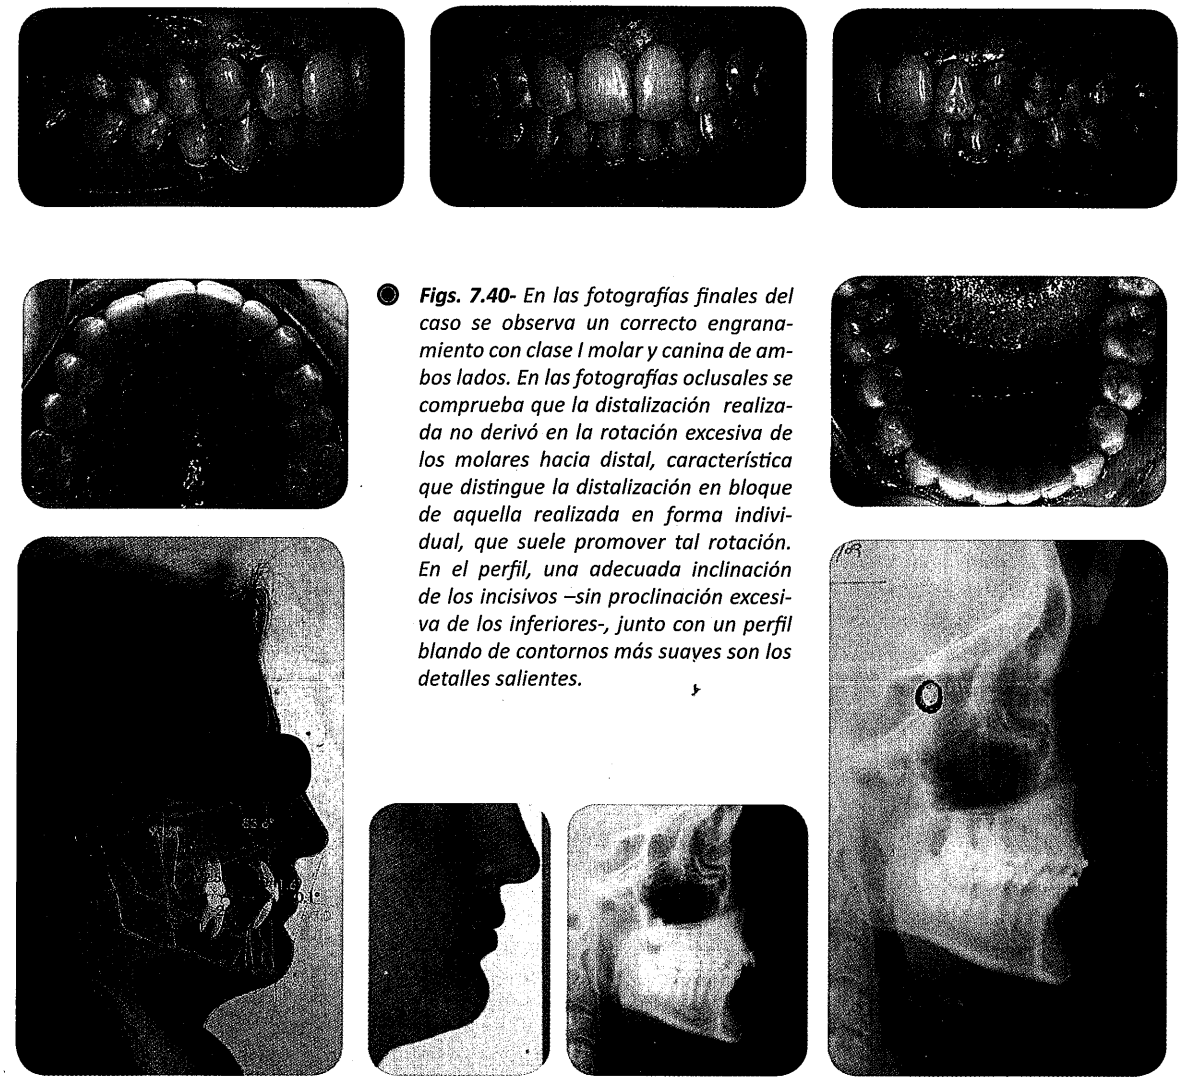 Figs. 7.40- En las fotografías finales del
caso se observa un correcto engrana-
miento con clase I molar y canina de am-
bos lados. En las fotografías oclusales se
comprueba que la distalización realiza-
da no derivó en la rotación excesiva de
los molares hacia distal, característica
que distingue la distalización en bloque
de aquella realizada en forma indivi-
dual, que suele promover tal rotación.
En el perfil, una adecuada inclinación
de los incisivos –sin proclinación excesi-
va de los inferiores-, junto con un perfil
blando de contornos más suaves son los
detalles salientes.